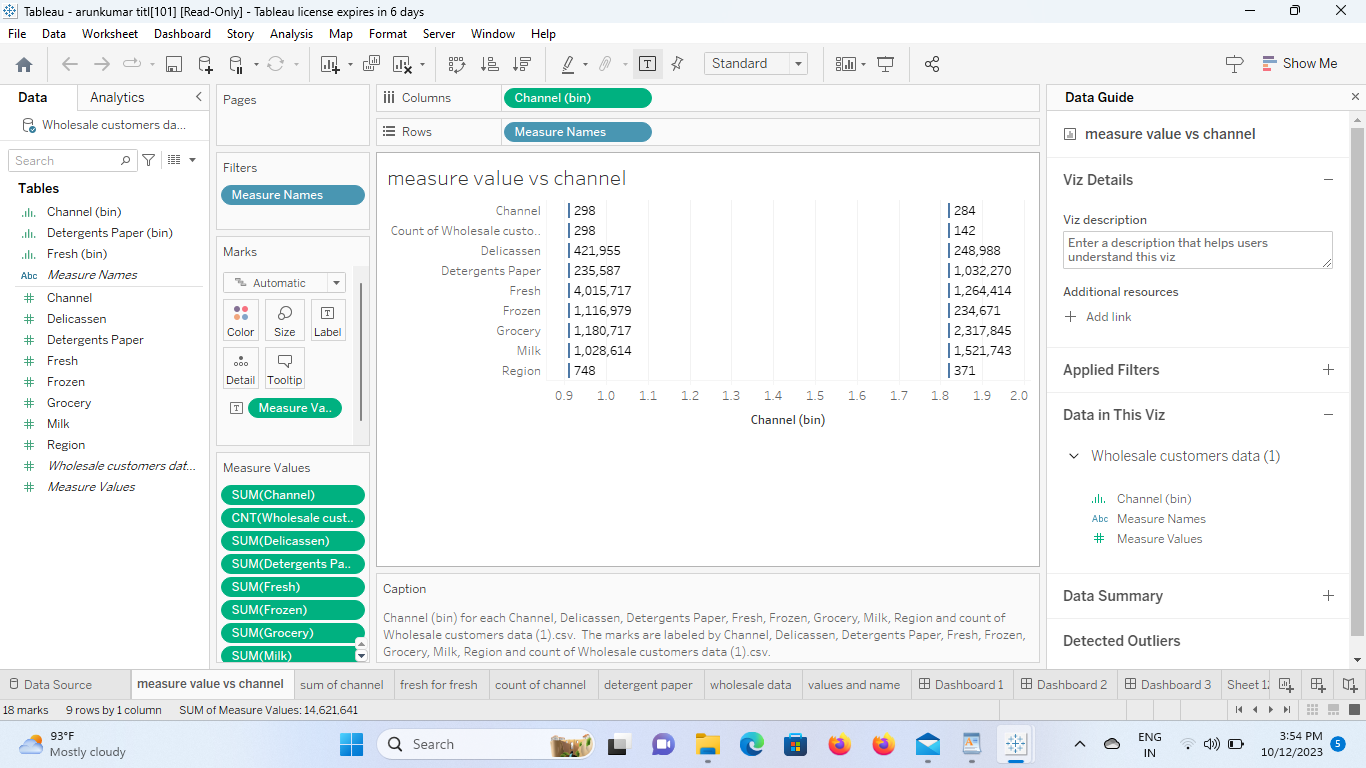 Tableau - arunkumar titl[101] [Read-Only] - Tableau license expires in 6 days
File Data Worksheet Dashboard Story Analysis Map Format Server Window Help
Standard
Show Me
Data Analytics
Wholesale customers da...
Search
Tables
Channel (bin)
Detergents Paper (bin)
Fresh (bin)
Abc Measure Names
Channel
Delicassen
Detergents Paper
Fresh
Frozen
Grocery
Milk
Region
Wholesale customers dat...
Measure Values
Pages
Filters
Measure Names
Marks
Automatic
Color Size Label
Detail Tooltip
Measure Va..
Measure Values
SUM(Channel)
CNT(Wholesale cust..
SUM(Delicassen)
SUM(Detergents Pa..
SUM(Fresh)
SUM(Frozen)
SUM(Grocery)
SUM(Milk)
Columns Channel (bin)
Rows Measure Names
measure value vs channel
Channel 298 284
Count of Wholesale custo.. 298 142
Delicassen 421,955 248,988
Detergents Paper 235,587 1,032,270
Fresh 4,015,717 1,264,414
Frozen 1,116,979 234,671
Grocery 1,180,717 2,317,845
Milk 1,028,614 1,521,743
Region 748 371
0.9 1.0 1.1 1.2 1.3 1.4 1.5 1.6 1.7 1.8 1.9 2.0
Channel (bin)
Caption
Channel (bin) for each Channel, Delicassen, Detergents Paper, Fresh, Frozen, Grocery, Milk, Region and count of
Wholesale customers data (1).csv. The marks are labeled by Channel, Delicassen, Detergents Paper, Fresh, Frozen,
Grocery, Milk, Region and count of Wholesale customers data (1).csv.
Data Guide
measure value vs channel
Viz Details
Viz description
Enter a description that helps users
understand this viz
Additional resources
Add link
Applied Filters
Data in This Viz
Wholesale customers data (1)
Channel (bin)
Abc Measure Names
Measure Values
Data Summary
Detected Outliers
Data Source measure value vs channel sum of channel fresh for fresh count of channel detergent paper wholesale data values and name Dashboard 1 Dashboard 2 Dashboard 3 Sheet 12
18 marks 9 rows by 1 column SUM of Measure Values: 14,621,641
93°F
Mostly cloudy
Search
ENG
IN
3:54 PM
10/12/2023
5